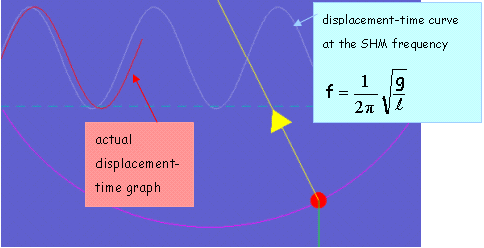 displacement-time curve
at the SHM frequency
f = 1/2π √g/ℓ
actual
displacement-
time graph